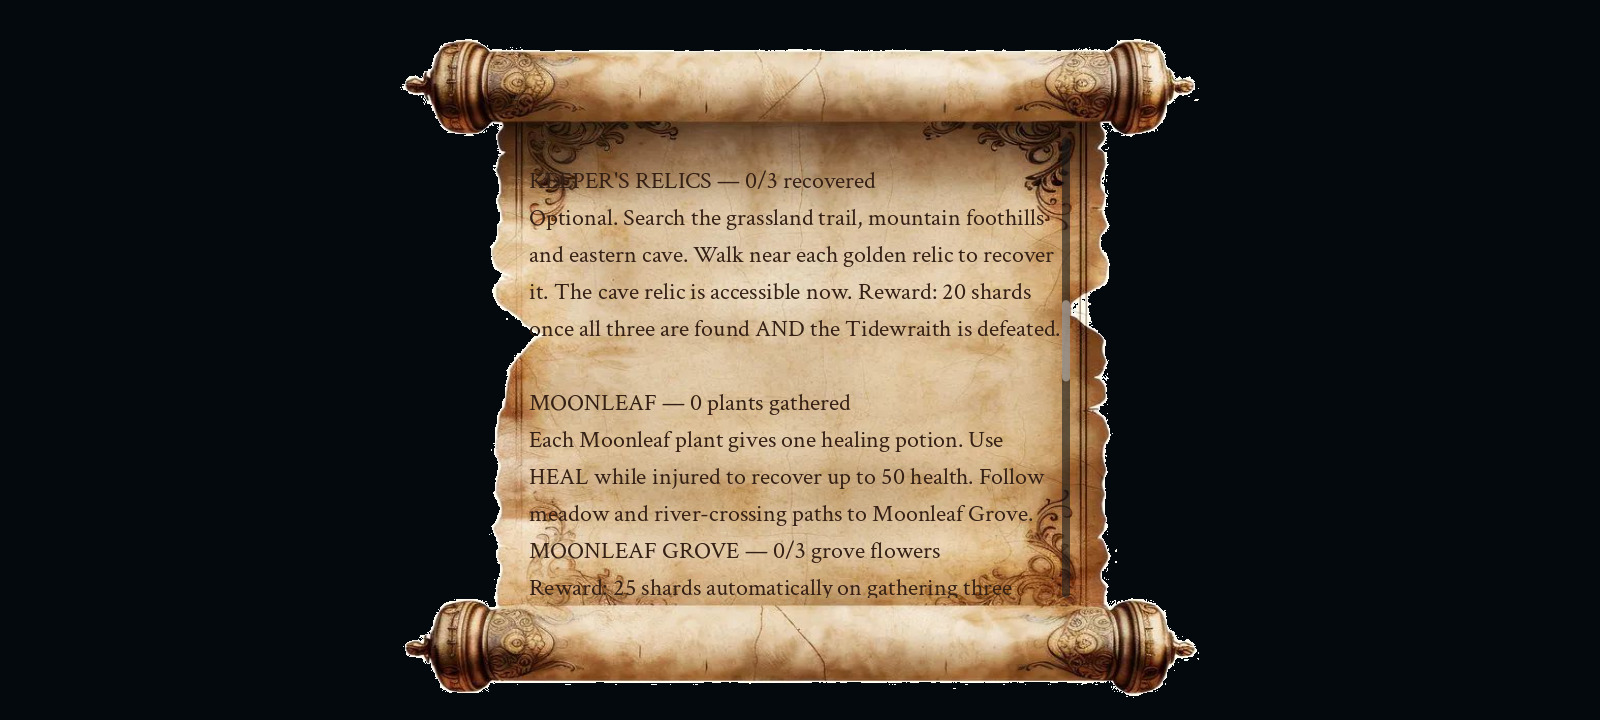 KEEPER'S RELICS — 0/3 recovered
Optional. Search the grassland trail, mountain foothills
and eastern cave. Walk near each golden relic to recover
it. The cave relic is accessible now. Reward: 20 shards
once all three are found AND the Tidewraith is defeated.
MOONLEAF — 0 plants gathered
Each Moonleaf plant gives one healing potion. Use
HEAL while injured to recover up to 50 health. Follow
meadow and river-crossing paths to Moonleaf Grove.
MOONLEAF GROVE — 0/3 grove flowers
Reward: 25 shards automatically on gathering three